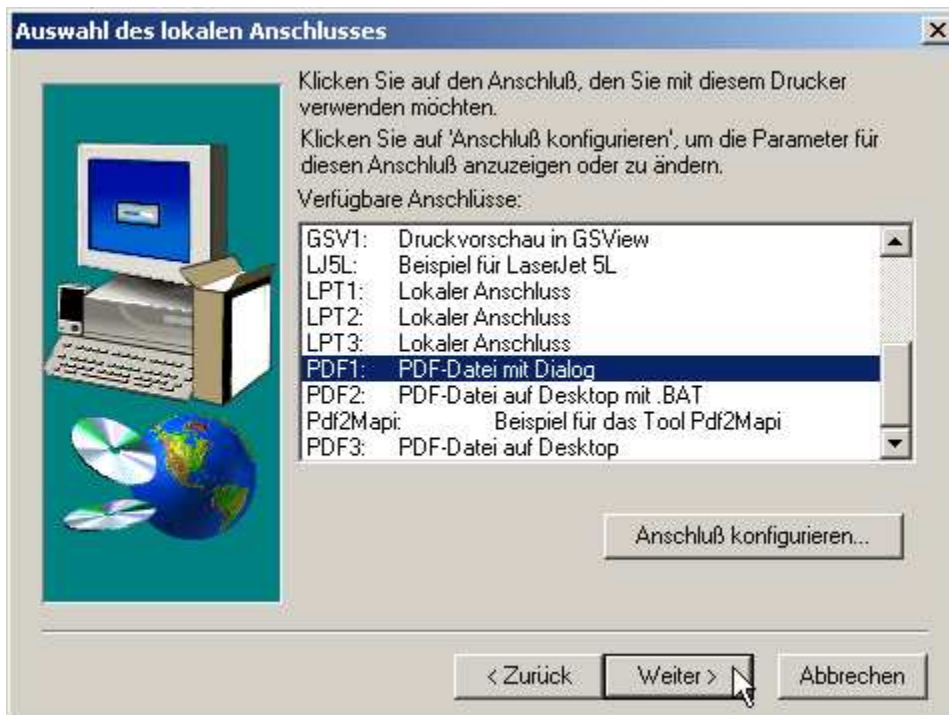 Auswahl des lokalen Anschlusses
Klicken Sie auf den Anschluß, den Sie mit diesem Drucker
verwenden möchten.
Klicken Sie auf 'Anschluß konfigurieren', um die Parameter für
diesen Anschluß anzuzeigen oder zu ändern.
Verfügbare Anschlüsse:
GSV1: Druckvorschau in GSView
LJ5L: Beispiel für LaserJet 5L
LPT1: Lokaler Anschluss
LPT2: Lokaler Anschluss
LPT3: Lokaler Anschluss
PDF1: PDF-Datei mit Dialog
PDF2: PDF-Datei auf Desktop mit .BAT
Pdf2Mapi: Beispiel für das Tool Pdf2Mapi
PDF3: PDF-Datei auf Desktop
Anschluß konfigurieren...
< Zurück Weiter > Abbrechen